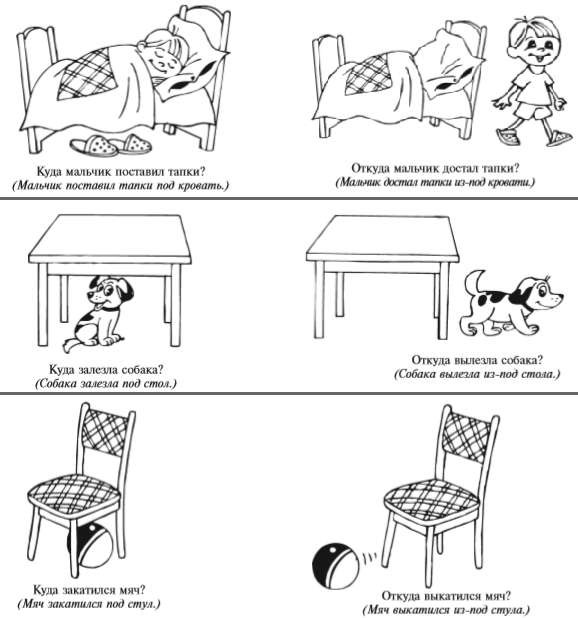 Куда мальчик поставил тапки?
(Мальчик поставил тапки под кровать.)
Откуда мальчик достал тапки?
(Мальчик достал тапки из-под кровати.)
Куда залезла собака?
(Собака залезла под стол.)
Откуда вылезла собака?
(Собака вылезла из-под стола.)
Куда закатился мяч?
(Мяч закатился под стул.)
Откуда выкатился мяч?
(Мяч выкатился из-под стула.)